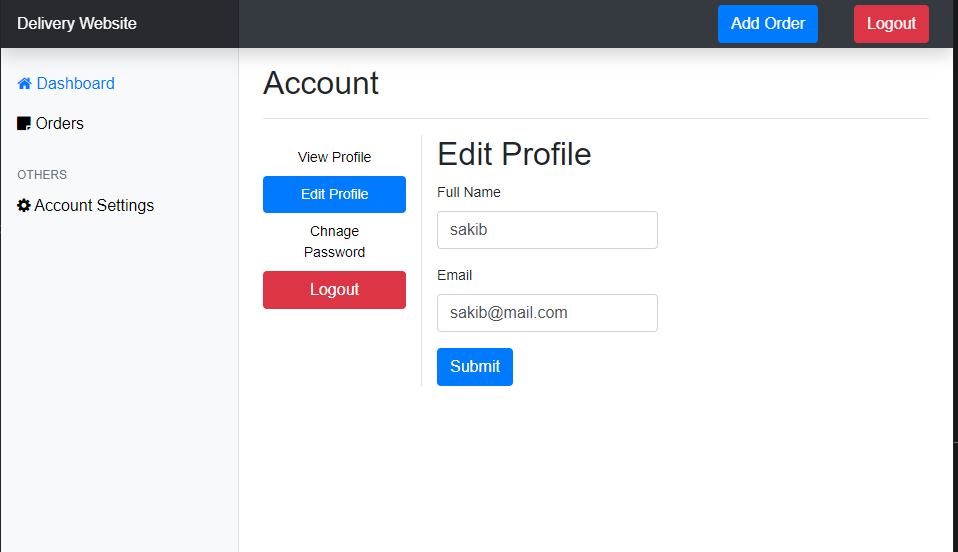 Delivery Website
Add Order
Logout
Dashboard
Orders
OTHERS
Account Settings
Account
View Profile
Edit Profile
Chnage
Password
Logout
Edit Profile
Full Name
sakib
Email
sakib@mail.com
Submit